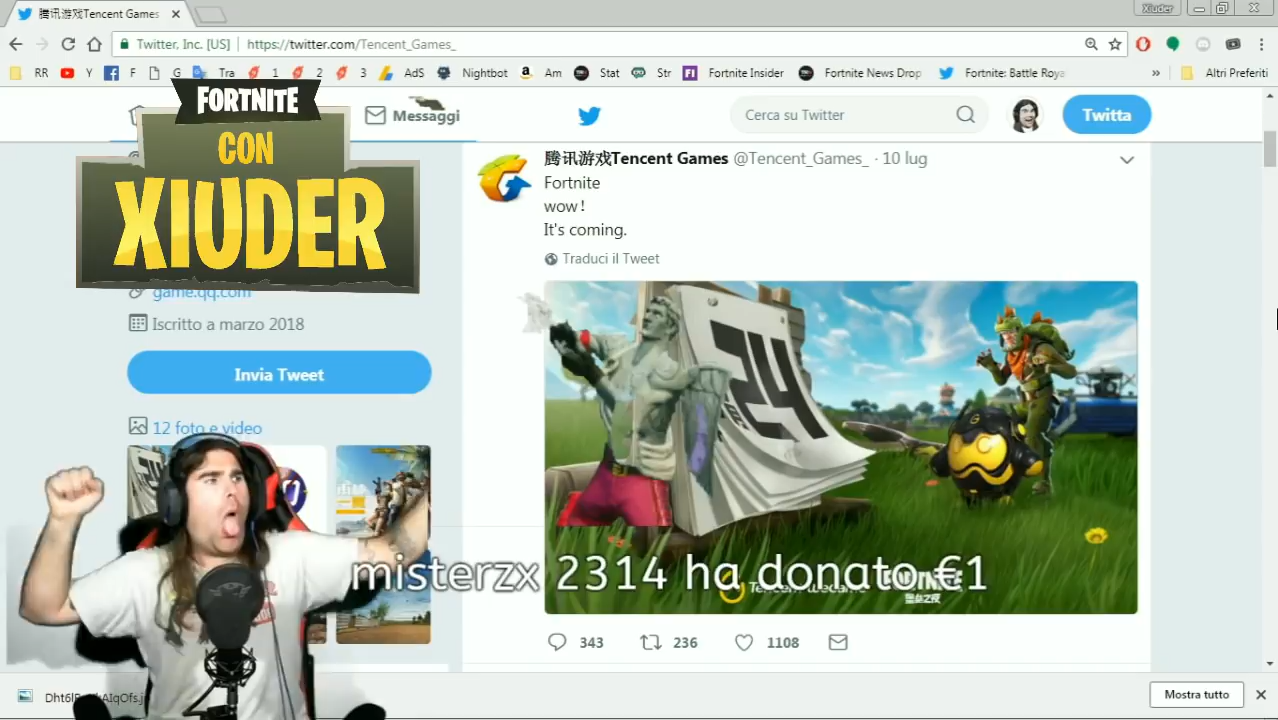 腾讯游戏Tencent Games
Xiuder
Twitter, Inc. [US]
https://twitter.com/Tencent_Games_
RR
Y
F
G
Tra
1
2
3
AdS
Nightbot
Am
Stat
Str
Fortnite Insider
Fortnite News Drop
Fortnite: Battle Roya
»
Altri Preferiti
FORTNITE
CON
XIUDER
Messaggi
Cerca su Twitter
Twitta
腾讯游戏Tencent Games @Tencent_Games_ · 10 lug
Fortnite
wow！
It's coming.
Traduci il Tweet
game.qq.com
Iscritto a marzo 2018
Invia Tweet
12 foto e video
24
misterzx 2314 ha donato €1
343
236
1108
Mostra tutto